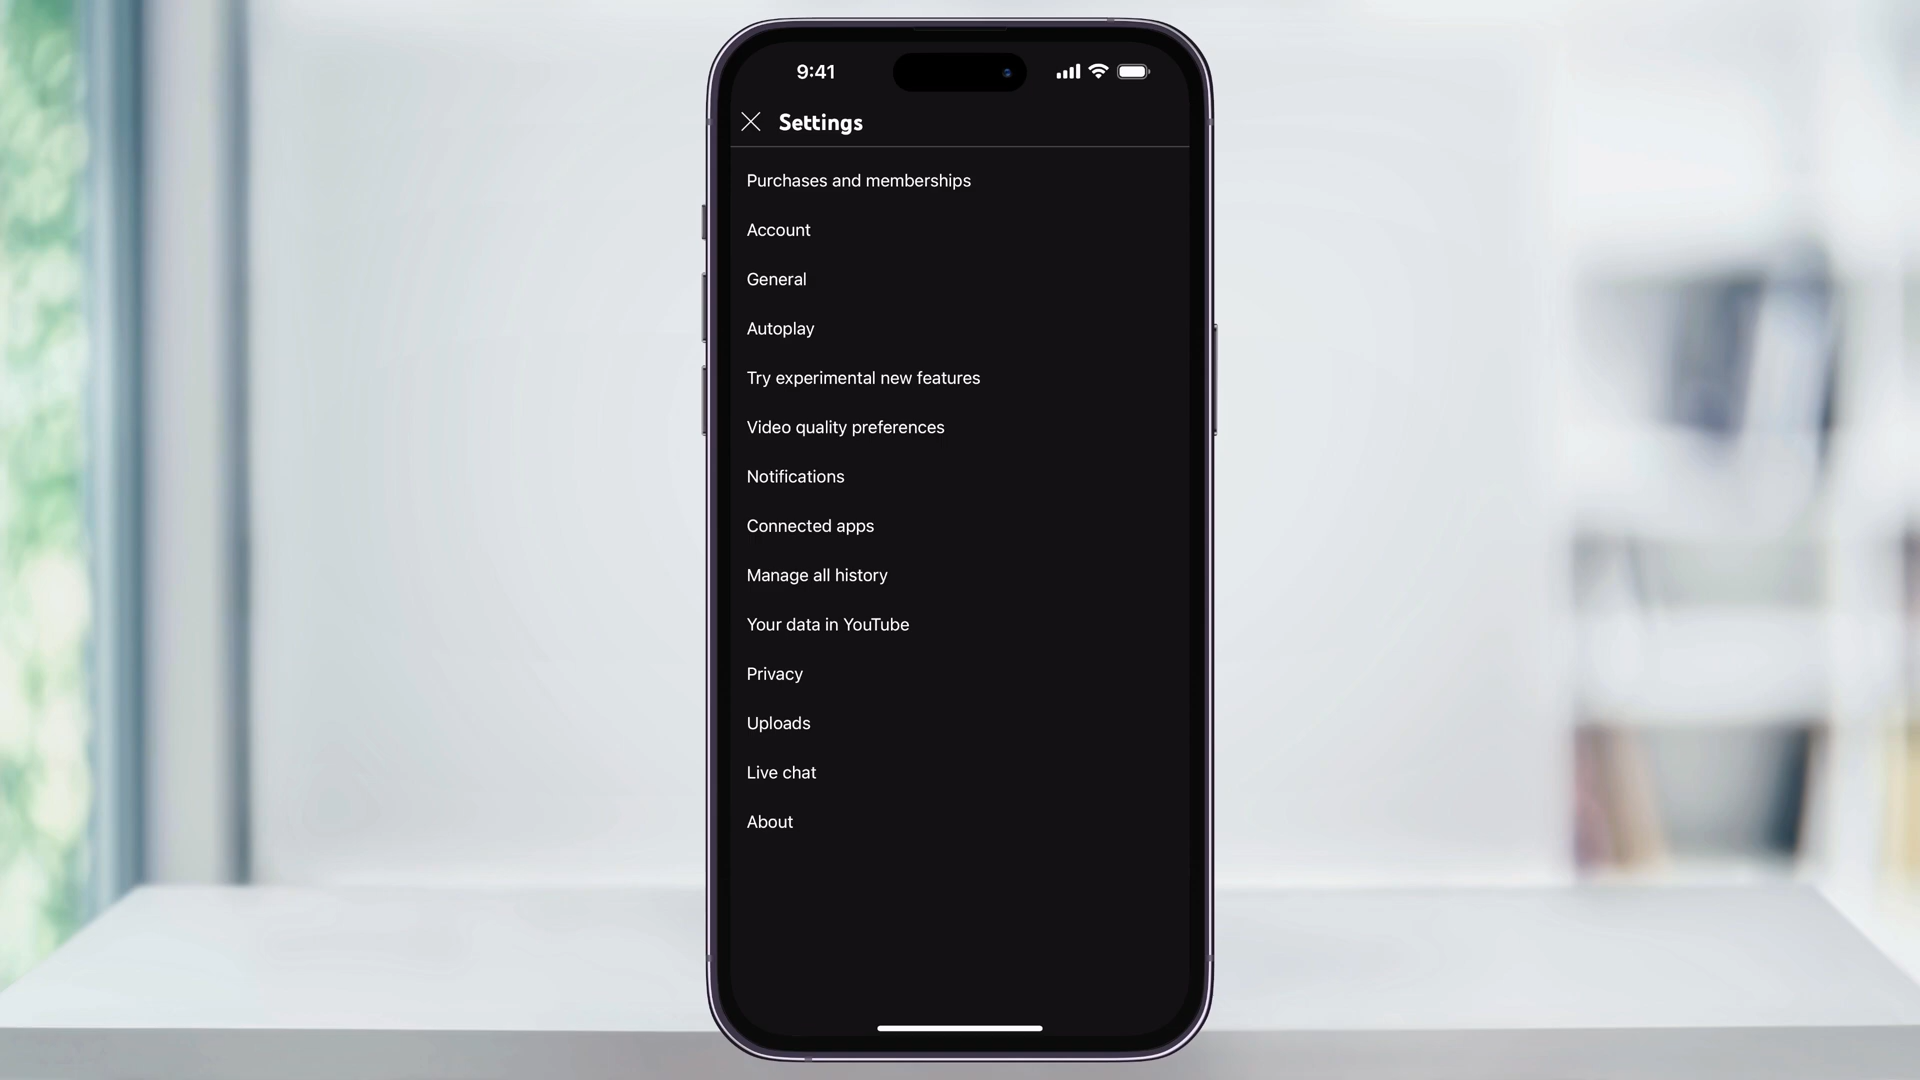 9:41
Settings
Purchases and memberships
Account
General
Autoplay
Try experimental new features
Video quality preferences
Notifications
Connected apps
Manage all history
Your data in YouTube
Privacy
Uploads
Live chat
About